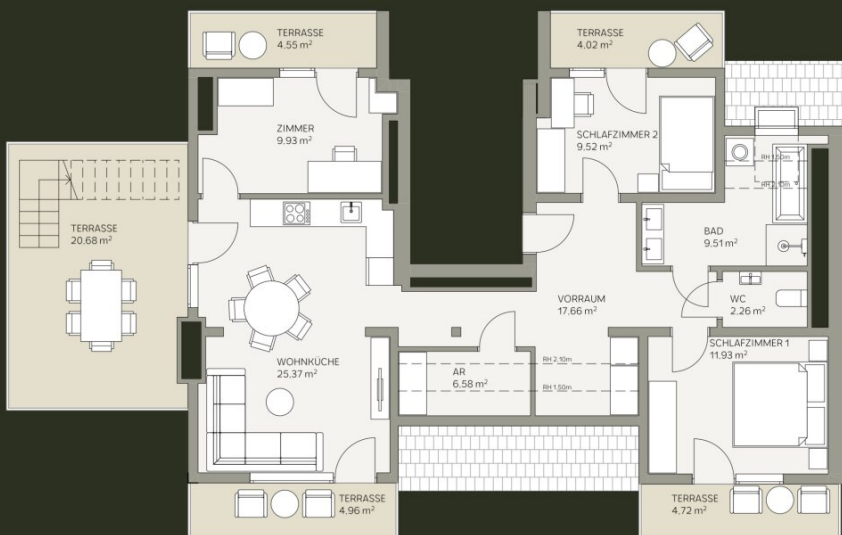 TERRASSE
4.55 m²
TERRASSE
4.02 m²
ZIMMER
9.93 m²
SCHLAFZIMMER 2
9.52 m²
RH 1.50m
RH 2.10m
TERRASSE
20.68 m²
BAD
9.51 m²
VORRAUM
17.66 m²
WC
2.26 m²
WOHNKÜCHE
25.37 m²
AR
6.58 m²
RH 2.10m
RH 1.50m
SCHLAFZIMMER 1
11.93 m²
TERRASSE
4.96 m²
TERRASSE
4.72 m²